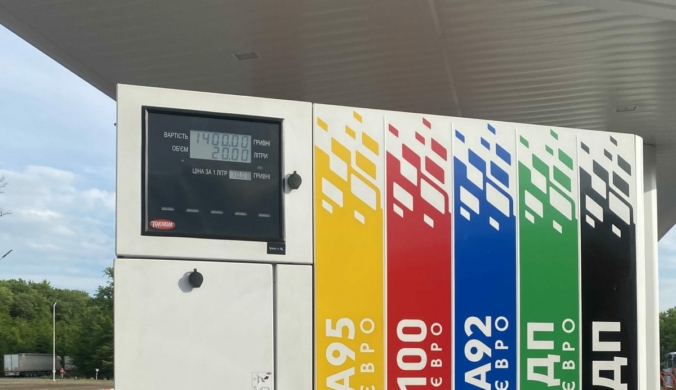 ВАРТІСТЬ 1400.00 ГРИВНІ
ОБ'ЄМ 20.00 ЛІТРИ
ЦІНА ЗА 1 ЛІТР ГРИВНІ
А95 ЄВРО
100 ЄВРО
А92 ЄВРО
ДП ЄВРО
ДП